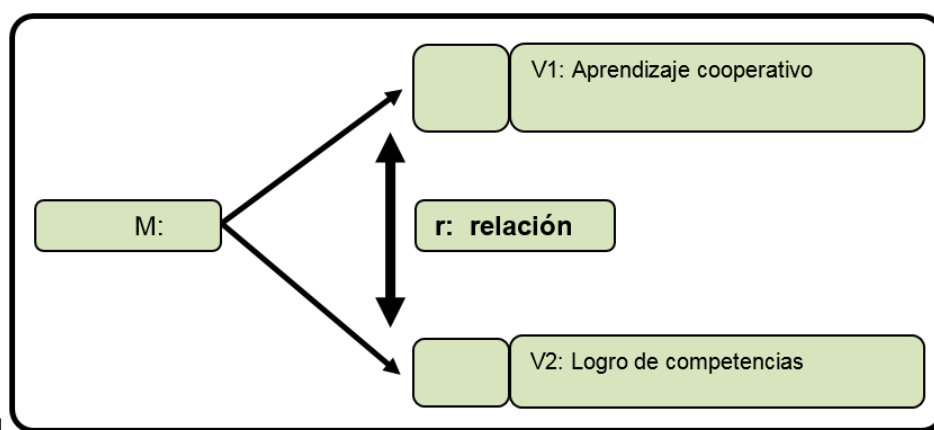 V1: Aprendizaje cooperativo
M:
r: relación
V2: Logro de competencias